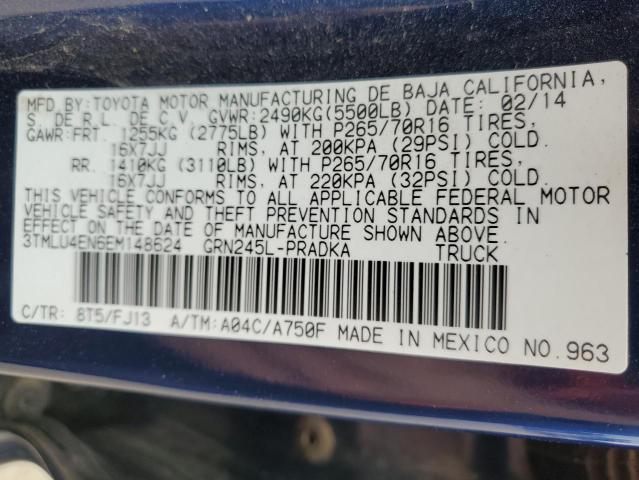 MFD.BY:TOYOTA MOTOR MANUFACTURING DE BAJA CALIFORNIA,
S. DE R.L. DE C.V. GVWR:2490KG(5500LB) DATE: 02/14
GAWR:FRT. 1255KG (2775LB) WITH P265/70R16 TIRES,
16X7JJ RIMS, AT 200KPA (29PSI) COLD.
RR. 1410KG (3110LB) WITH P265/70R16 TIRES,
16X7JJ RIMS, AT 220KPA (32PSI) COLD.
THIS VEHICLE CONFORMS TO ALL APPLICABLE FEDERAL MOTOR
VEHICLE SAFETY AND THEFT PREVENTION STANDARDS IN
EFFECT ON THE DATE OF MANUFACTURE SHOWN ABOVE.
3TMLU4EN6EM148624 GRN245L-PRADKA TRUCK
C/TR: 8T5/FJ13 A/TM:A04C/A750F MADE IN MEXICO NO.963